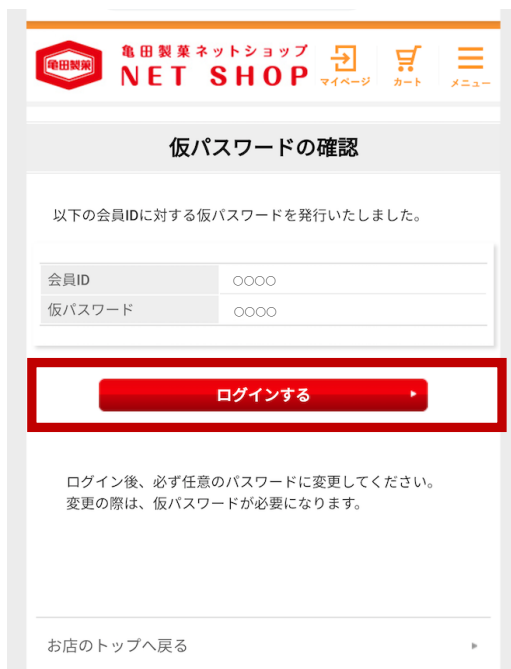 亀田製菓
亀田製菓ネットショップ
NET SHOP
マイページ
カート
メニュー
仮パスワードの確認
以下の会員IDに対する仮パスワードを発行いたしました。
会員ID ○○○○
仮パスワード ○○○○
ログインする
ログイン後、必ず任意のパスワードに変更してください。
変更の際は、仮パスワードが必要になります。
お店のトップへ戻る